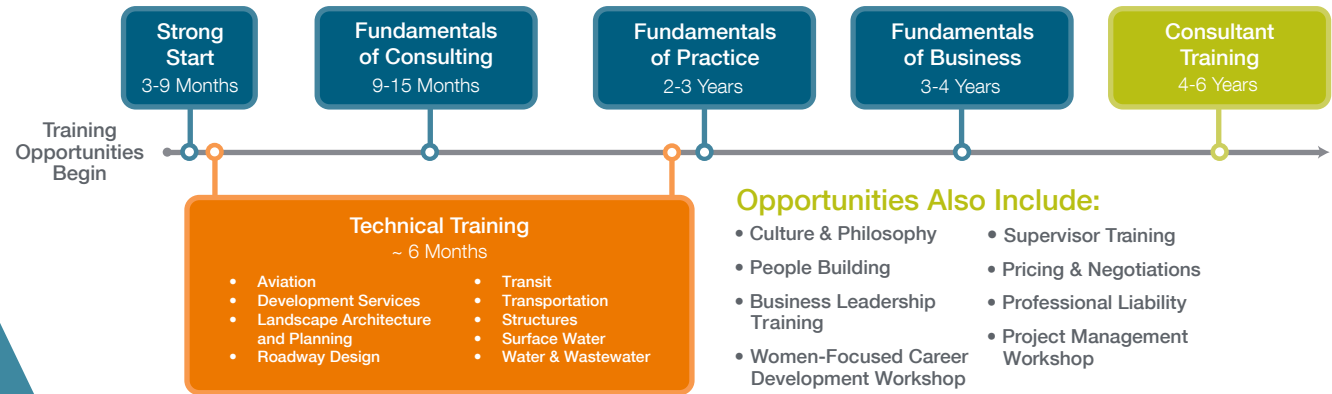 Strong
Start
3-9 Months
Fundamentals
of Consulting
9-15 Months
Fundamentals
of Practice
2-3 Years
Fundamentals
of Business
3-4 Years
Consultant
Training
4-6 Years
Training
Opportunities
Begin
Technical Training
~ 6 Months
• Aviation
• Development Services
• Landscape Architecture
and Planning
• Roadway Design
• Transit
• Transportation
• Structures
• Surface Water
• Water & Wastewater
Opportunities Also Include:
• Culture & Philosophy
• People Building
• Business Leadership
Training
• Women-Focused Career
Development Workshop
• Supervisor Training
• Pricing & Negotiations
• Professional Liability
• Project Management
Workshop